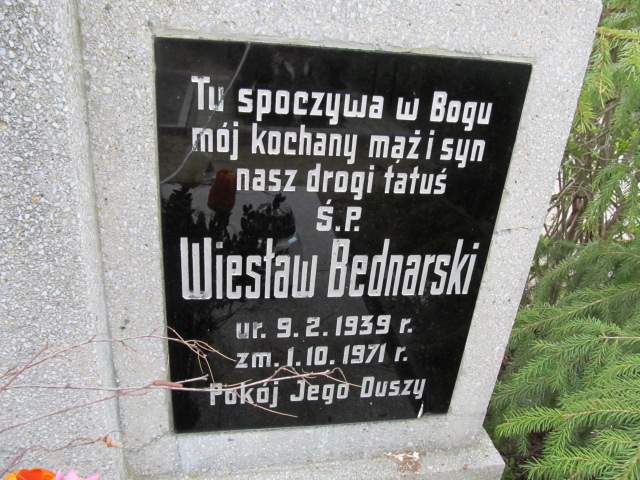 Tu spoczywa w Bogu
mój kochany mąż i syn
nasz drogi tatuś
Ś.P.
Wiesław Bednarski
ur. 9.2.1939 r.
zm. 1.10.1971 r.
Pokój Jego Duszy